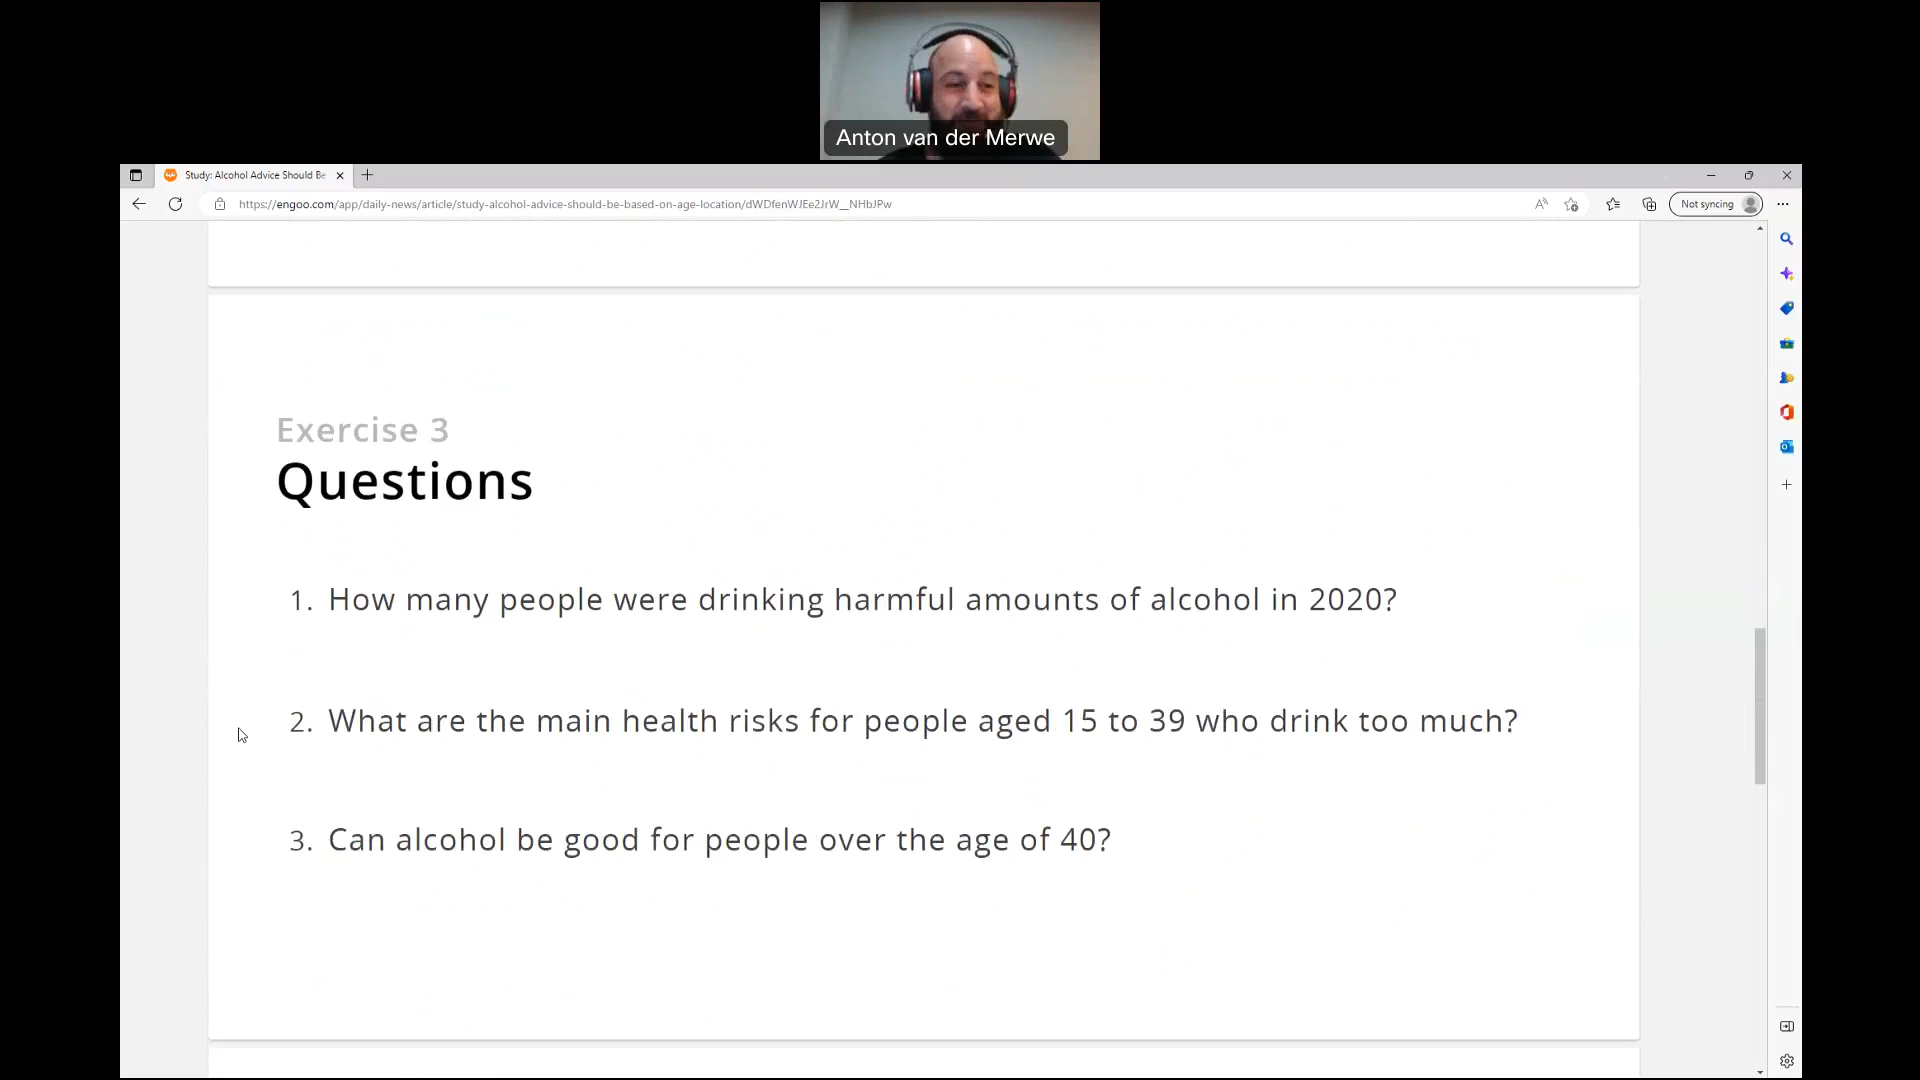 Anton van der Merwe
Study: Alcohol Advice Should Be
https://engoo.com/app/daily-news/article/study-alcohol-advice-should-be-based-on-age-location/dWDfenWJEe2JrW__NHbJPw
Not syncing
Exercise 3
Questions
1. How many people were drinking harmful amounts of alcohol in 2020?
2. What are the main health risks for people aged 15 to 39 who drink too much?
3. Can alcohol be good for people over the age of 40?